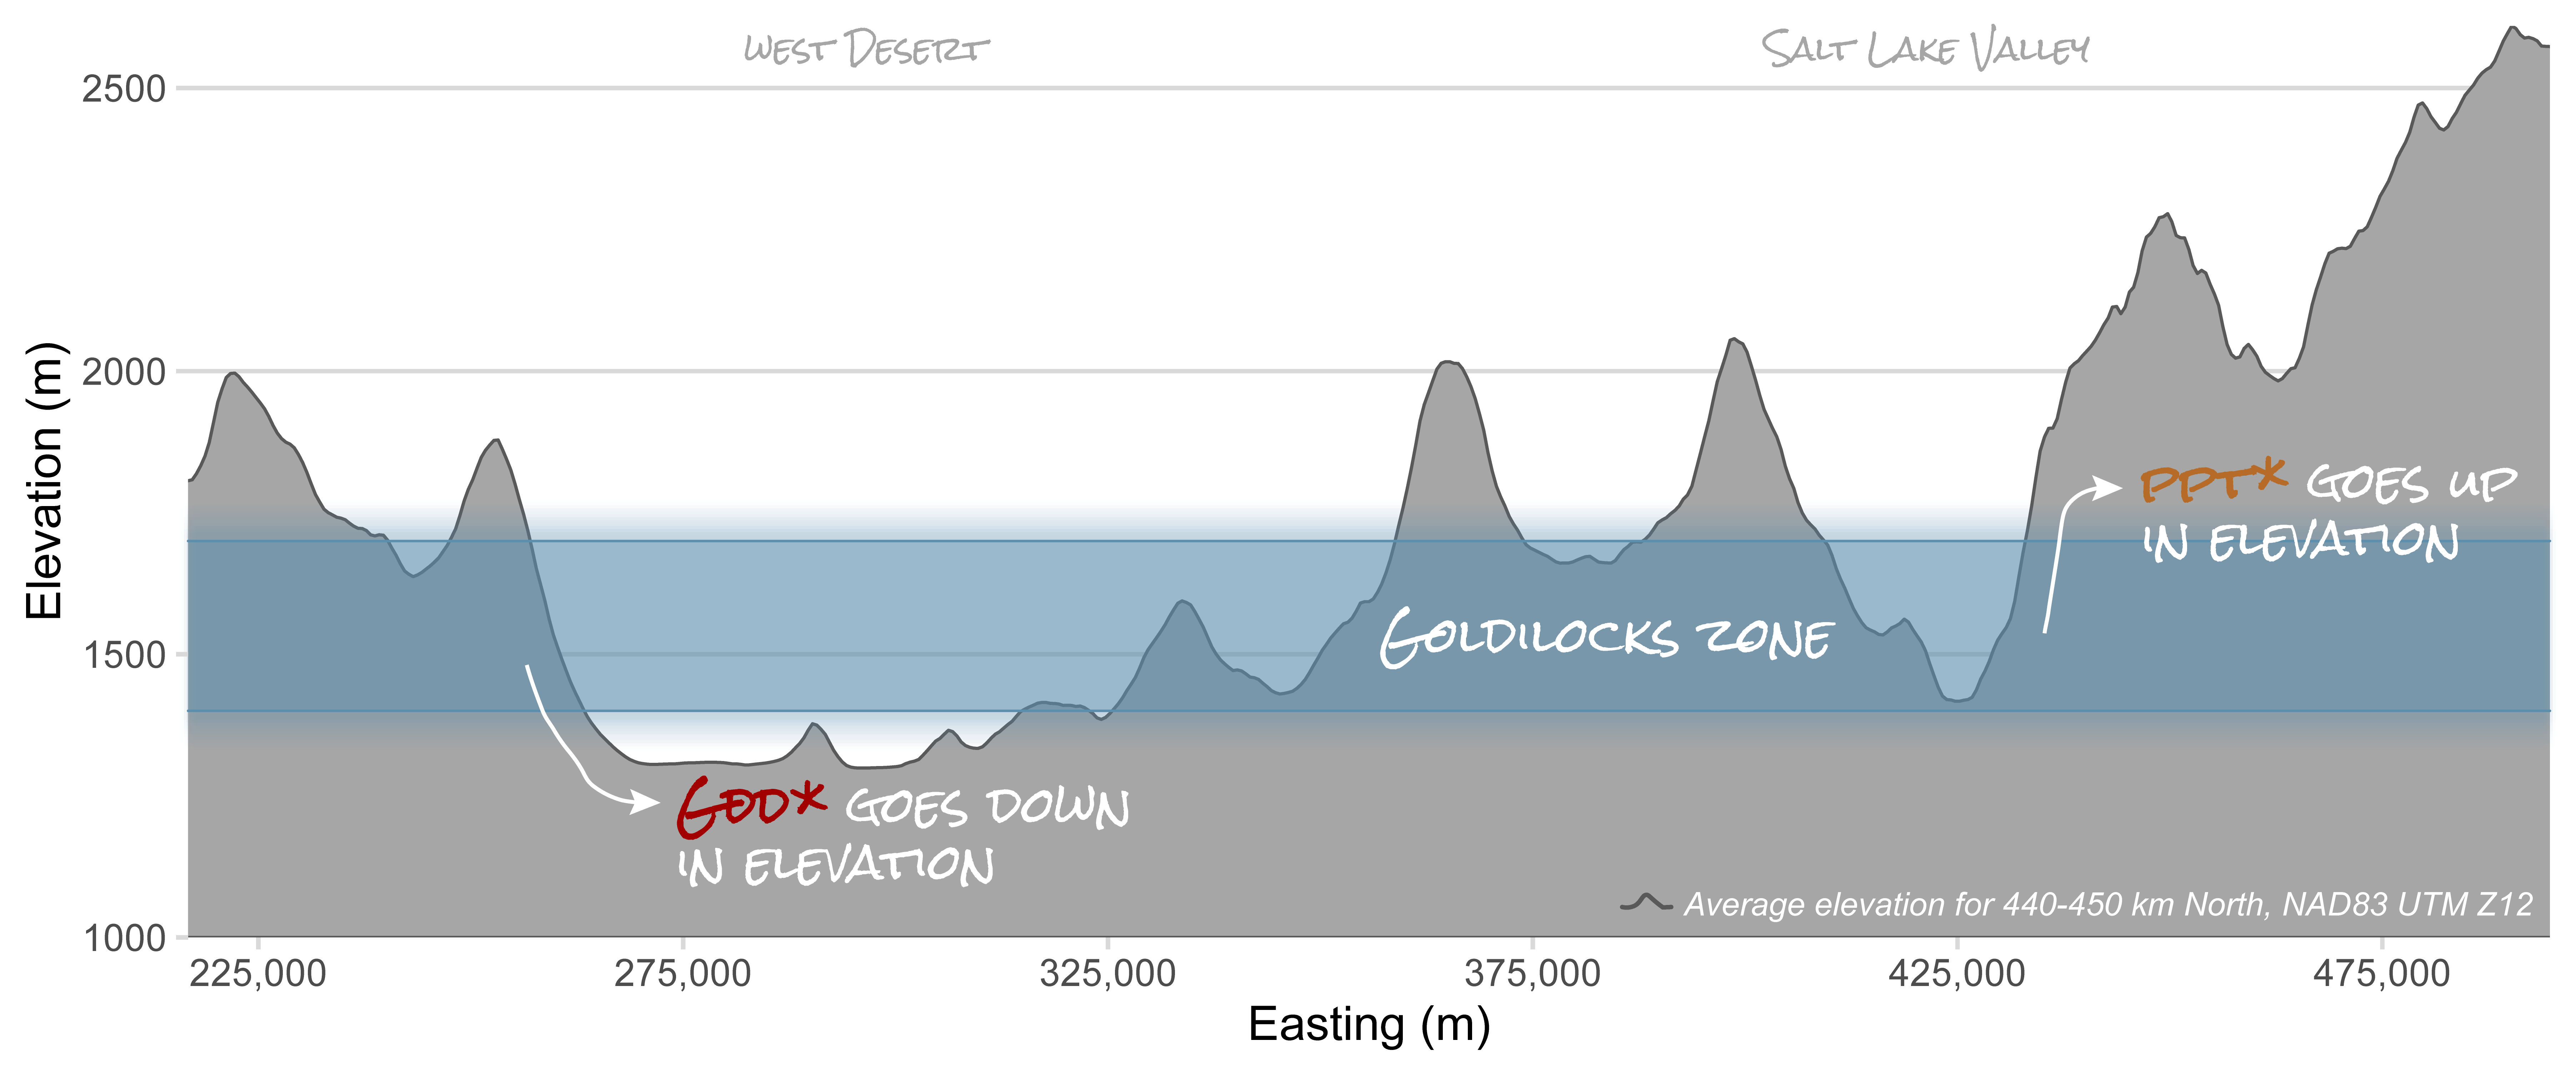 West Desert
Salt Lake Valley
2500
2000
1500
1000
Elevation (m)
Goldilocks zone
PPT* goes up
in elevation
GDD* goes down
in elevation
Average elevation for 440-450 km North, NAD83 UTM Z12
225,000
275,000
325,000
375,000
425,000
475,000
Easting (m)